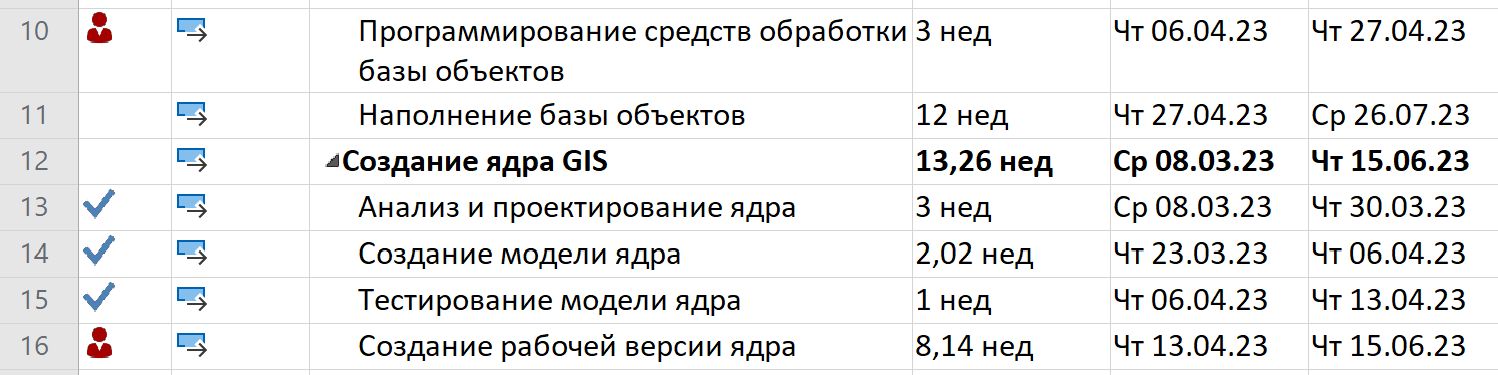 10 Программирование средств обработки 3 нед Чт 06.04.23 Чт 27.04.23
базы объектов
11 Наполнение базы объектов 12 нед Чт 27.04.23 Ср 26.07.23
12 Создание ядра GIS 13,26 нед Ср 08.03.23 Чт 15.06.23
13 Анализ и проектирование ядра 3 нед Ср 08.03.23 Чт 30.03.23
14 Создание модели ядра 2,02 нед Чт 23.03.23 Чт 06.04.23
15 Тестирование модели ядра 1 нед Чт 06.04.23 Чт 13.04.23
16 Создание рабочей версии ядра 8,14 нед Чт 13.04.23 Чт 15.06.23